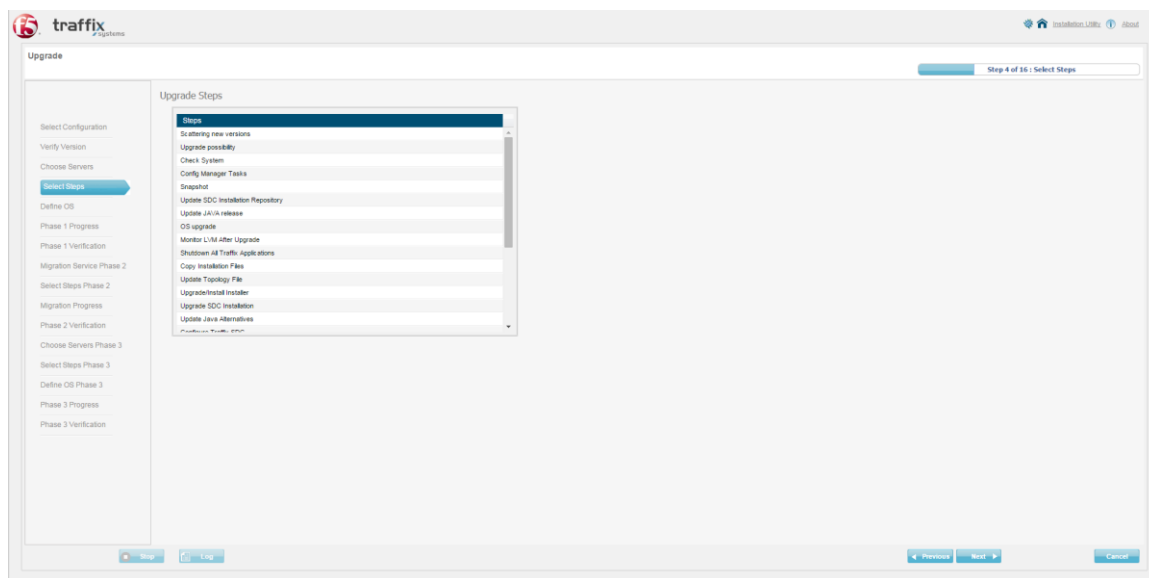 f5 traffix systems
Installation Utility About
Upgrade
Step 4 of 16 : Select Steps
Upgrade Steps
Steps
Scattering new versions
Upgrade possibility
Check System
Config Manager Tasks
Snapshot
Update SDC Installation Repository
Update JAVA release
OS upgrade
Monitor LVM After Upgrade
Shutdown All Traffix Applications
Copy Installation Files
Update Topology File
Upgrade/Install Installer
Upgrade SDC Installation
Update Java Alternatives
Configure Traffix SDC
Select Configuration
Verify Version
Choose Servers
Select Steps
Define OS
Phase 1 Progress
Phase 1 Verification
Migration Service Phase 2
Select Steps Phase 2
Migration Progress
Phase 2 Verification
Choose Servers Phase 3
Select Steps Phase 3
Define OS Phase 3
Phase 3 Progress
Phase 3 Verification
Stop Log Previous Next Cancel